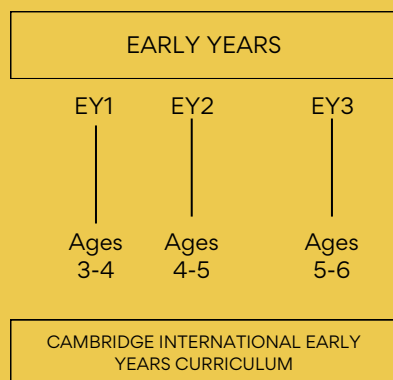 EARLY YEARS
EY1 EY2 EY3
Ages Ages Ages
3-4 4-5 5-6
CAMBRIDGE INTERNATIONAL EARLY
YEARS CURRICULUM